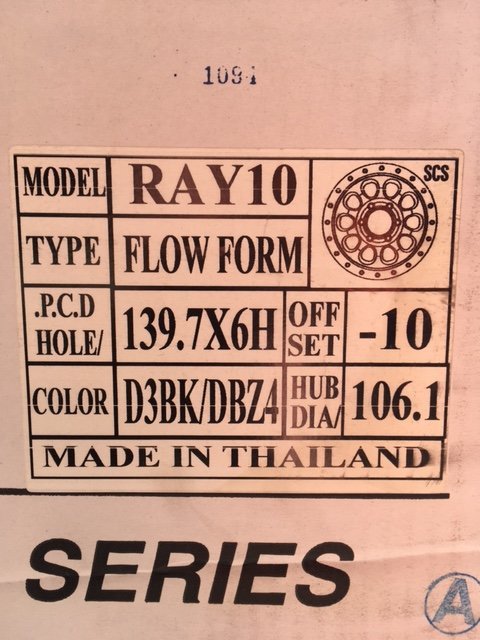 1094
MODEL RAY10 SCS
TYPE FLOW FORM
.P.C.D HOLE/ 139.7X6H OFF SET -10
COLOR D3BK/DBZ4 HUB DIA/ 106.1
MADE IN THAILAND
SERIES
A